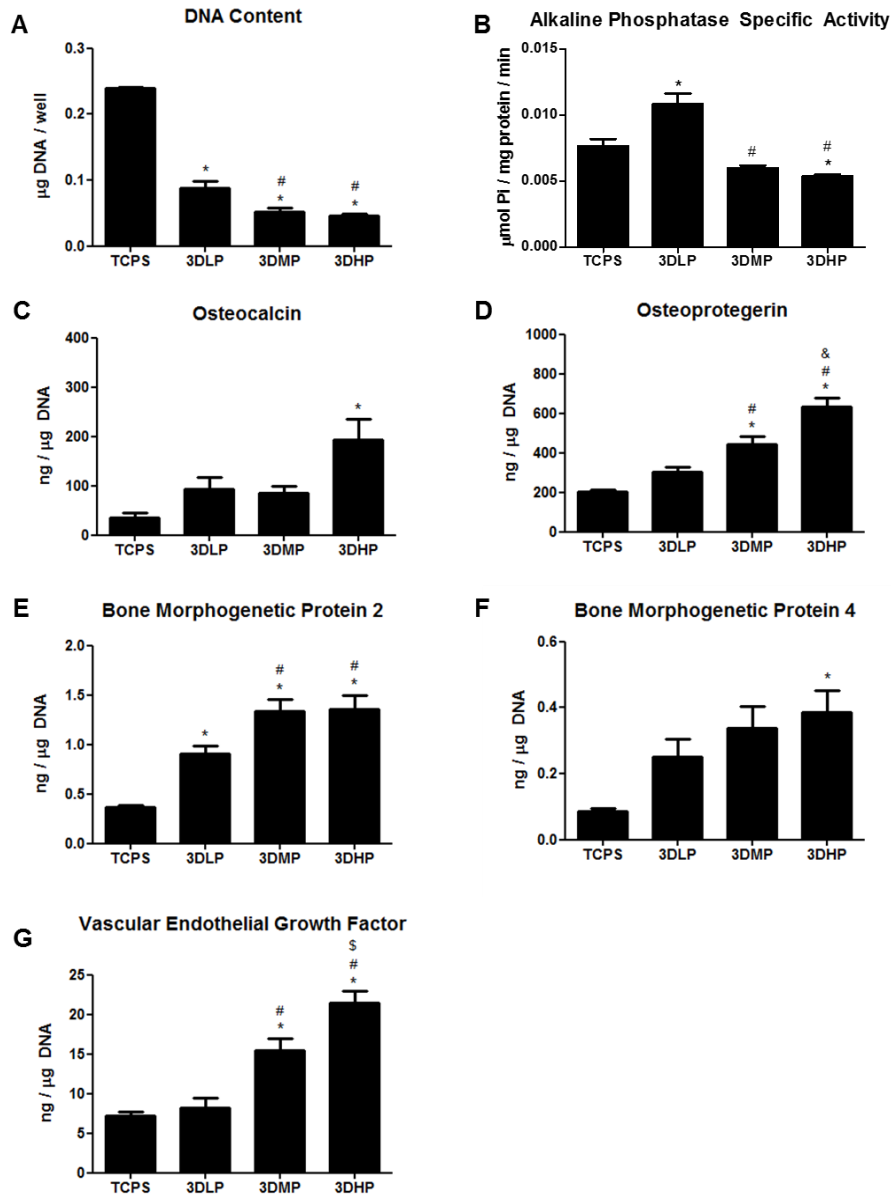 A
DNA Content
µg DNA / well
0.3
0.2
0.1
0.0
*
#
*
#
*
TCPS 3DLP 3DMP 3DHP
B
Alkaline Phosphatase Specific Activity
µmol Pi / mg protein / min
0.015
0.010
0.005
0.000
*
#
#
*
TCPS 3DLP 3DMP 3DHP
C
Osteocalcin
ng / µg DNA
400
300
200
100
0
*
TCPS 3DLP 3DMP 3DHP
D
Osteoprotegerin
ng / µg DNA
1000
800
600
400
200
0
#
*
&
#
*
TCPS 3DLP 3DMP 3DHP
E
Bone Morphogenetic Protein 2
ng / µg DNA
2.0
1.5
1.0
0.5
0.0
*
#
*
#
*
TCPS 3DLP 3DMP 3DHP
F
Bone Morphogenetic Protein 4
ng / µg DNA
0.6
0.4
0.2
0.0
*
TCPS 3DLP 3DMP 3DHP
G
Vascular Endothelial Growth Factor
ng / µg DNA
25
20
15
10
5
0
#
*
$
#
*
TCPS 3DLP 3DMP 3DHP